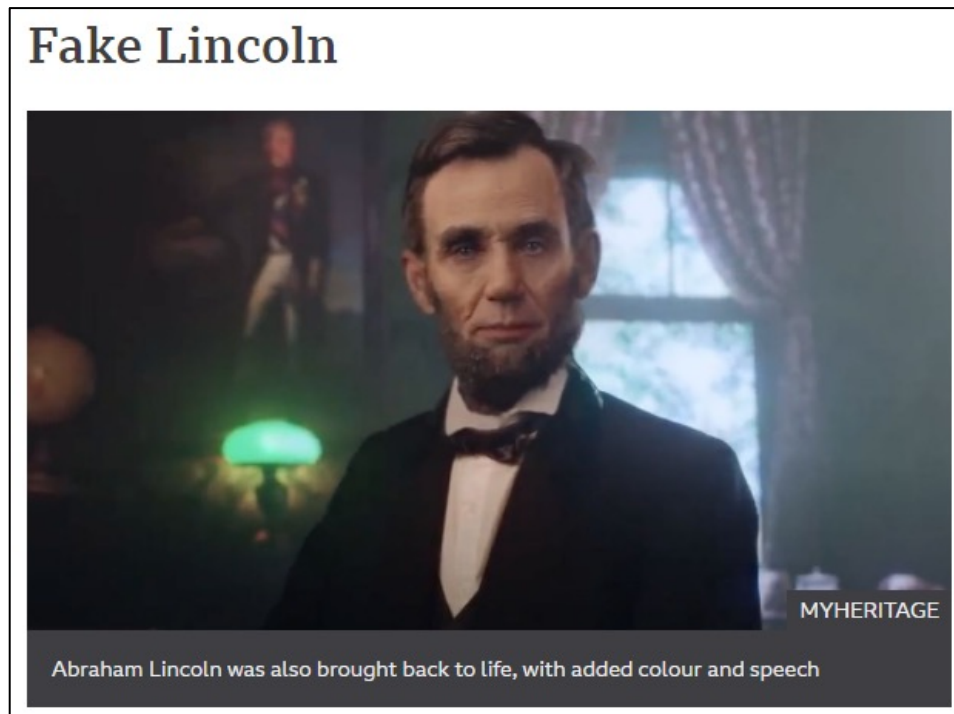 Fake Lincoln
MYHERITAGE
Abraham Lincoln was also brought back to life, with added colour and speech